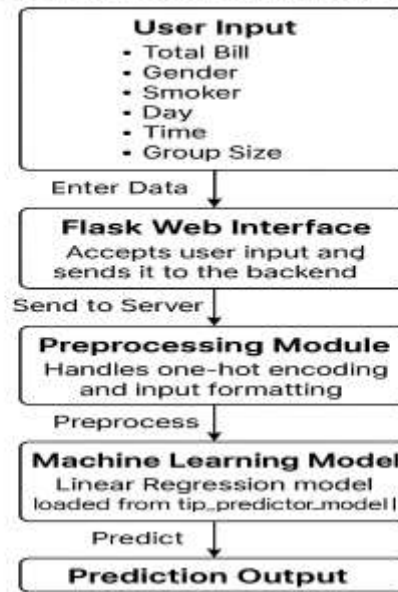 User Input
• Total Bill
• Gender
• Smoker
• Day
• Time
• Group Size
Enter Data
Flask Web Interface
Accepts user input and
sends it to the backend
Send to Server
Preprocessing Module
Handles one-hot encoding
and input formatting
Preprocess
Machine Learning Model
Linear Regression model
loaded from tip_predictor_model
Predict
Prediction Output